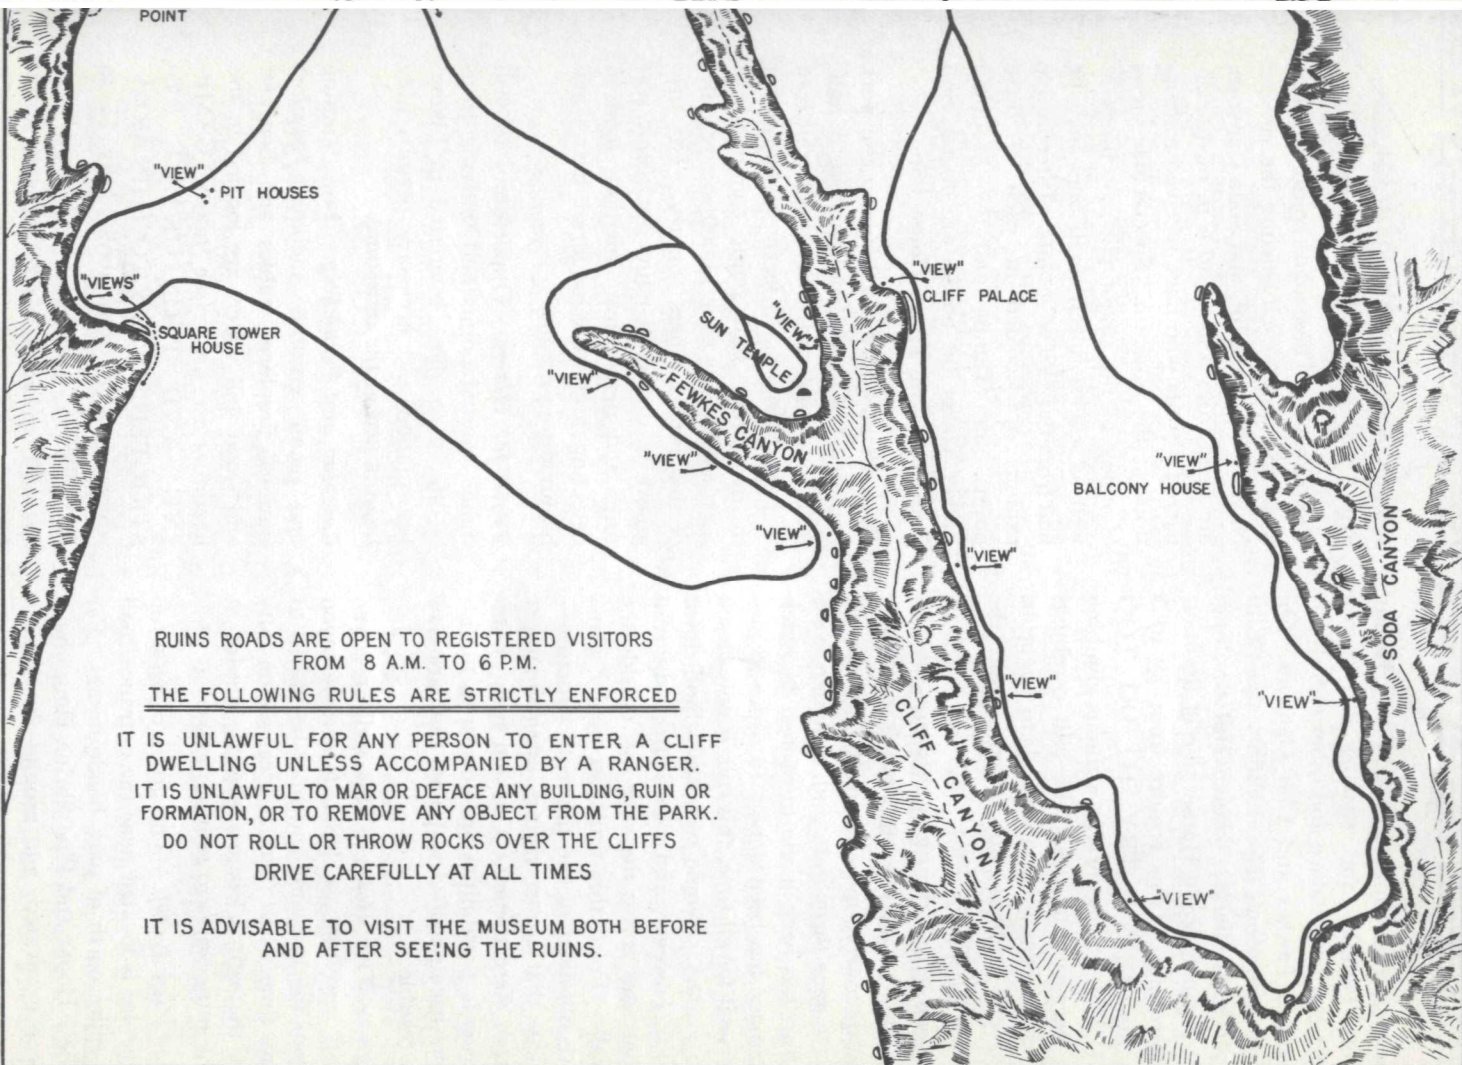 POINT
"VIEW"
PIT HOUSES
"VIEWS"
SQUARE TOWER
HOUSE
"VIEW"
SUN TEMPLE
"VIEW"
CLIFF PALACE
"VIEW"
FEWKES CANYON
"VIEW"
"VIEW"
BALCONY HOUSE
"VIEW"
"VIEW"
SODA CANYON
"VIEW"
"VIEW"
CLIFF CANYON
"VIEW"
RUINS ROADS ARE OPEN TO REGISTERED VISITORS
FROM 8 A.M. TO 6 P.M.
THE FOLLOWING RULES ARE STRICTLY ENFORCED
IT IS UNLAWFUL FOR ANY PERSON TO ENTER A CLIFF
DWELLING UNLESS ACCOMPANIED BY A RANGER.
IT IS UNLAWFUL TO MAR OR DEFACE ANY BUILDING, RUIN OR
FORMATION, OR TO REMOVE ANY OBJECT FROM THE PARK.
DO NOT ROLL OR THROW ROCKS OVER THE CLIFFS
DRIVE CAREFULLY AT ALL TIMES
IT IS ADVISABLE TO VISIT THE MUSEUM BOTH BEFORE
AND AFTER SEEING THE RUINS.